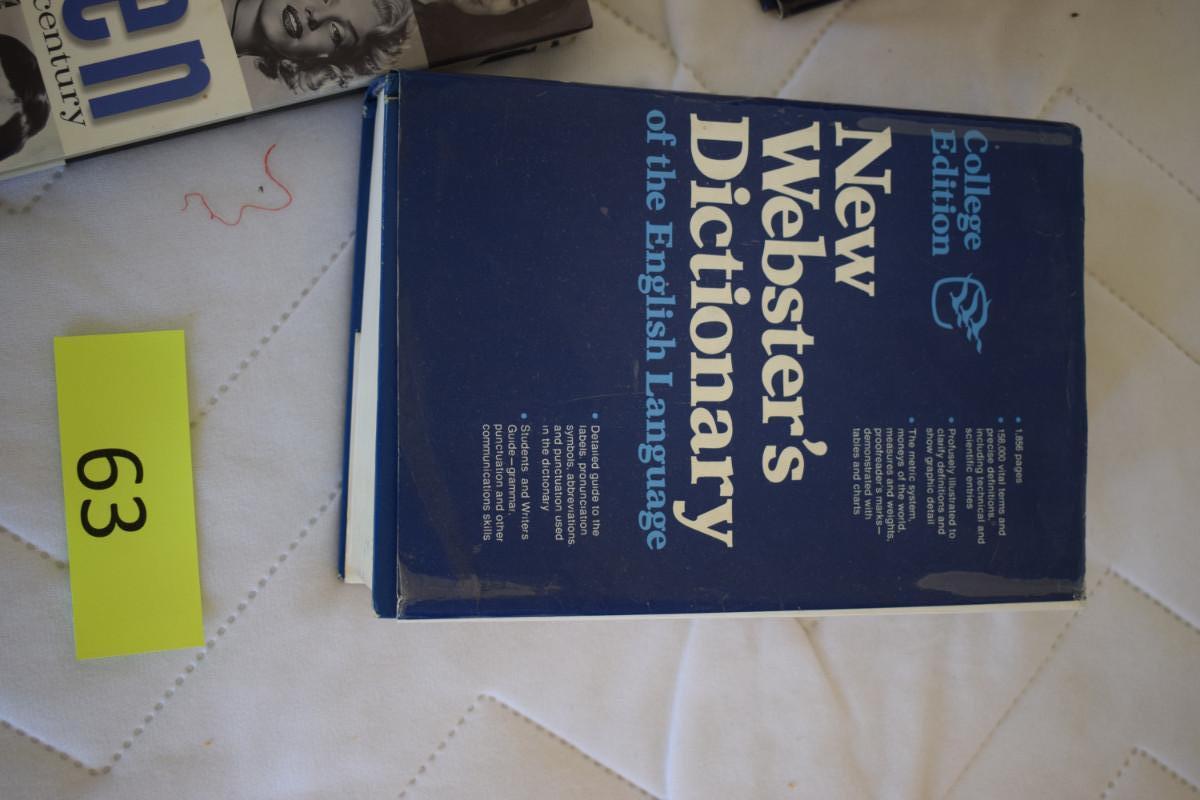 College
Edition
New
Webster's
Dictionary
of the English Language
• 1,856 pages
• 158,000 vital terms and
precise definitions,
including technical and
scientific entries
• Profusely illustrated to
clarify definitions and
show graphic detail
• The metric system,
moneys of the world,
measures and weights,
proofreader's marks—
demonstrated with
tables and charts
• Detailed guide to the
labels, pronunciation
symbols, abbreviations,
and punctuation used
in the dictionary
• Students and Writers
Guide—grammar,
punctuation and other
communications skills
en
century
63